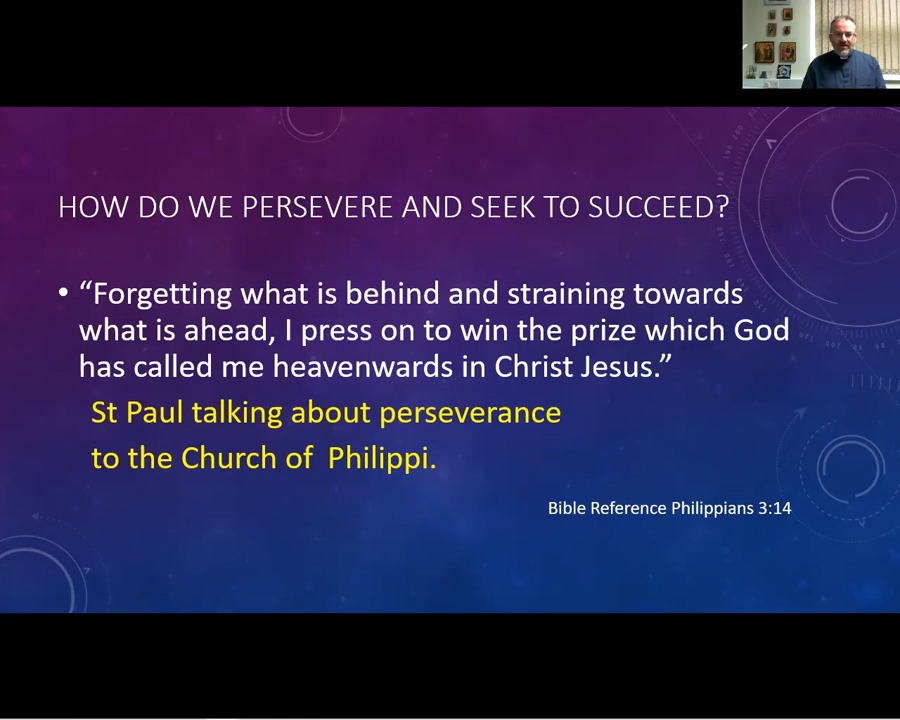 HOW DO WE PERSEVERE AND SEEK TO SUCCEED?
• “Forgetting what is behind and straining towards
what is ahead, I press on to win the prize which God
has called me heavenwards in Christ Jesus.”
St Paul talking about perseverance
to the Church of  Philippi.
Bible Reference Philippians 3:14